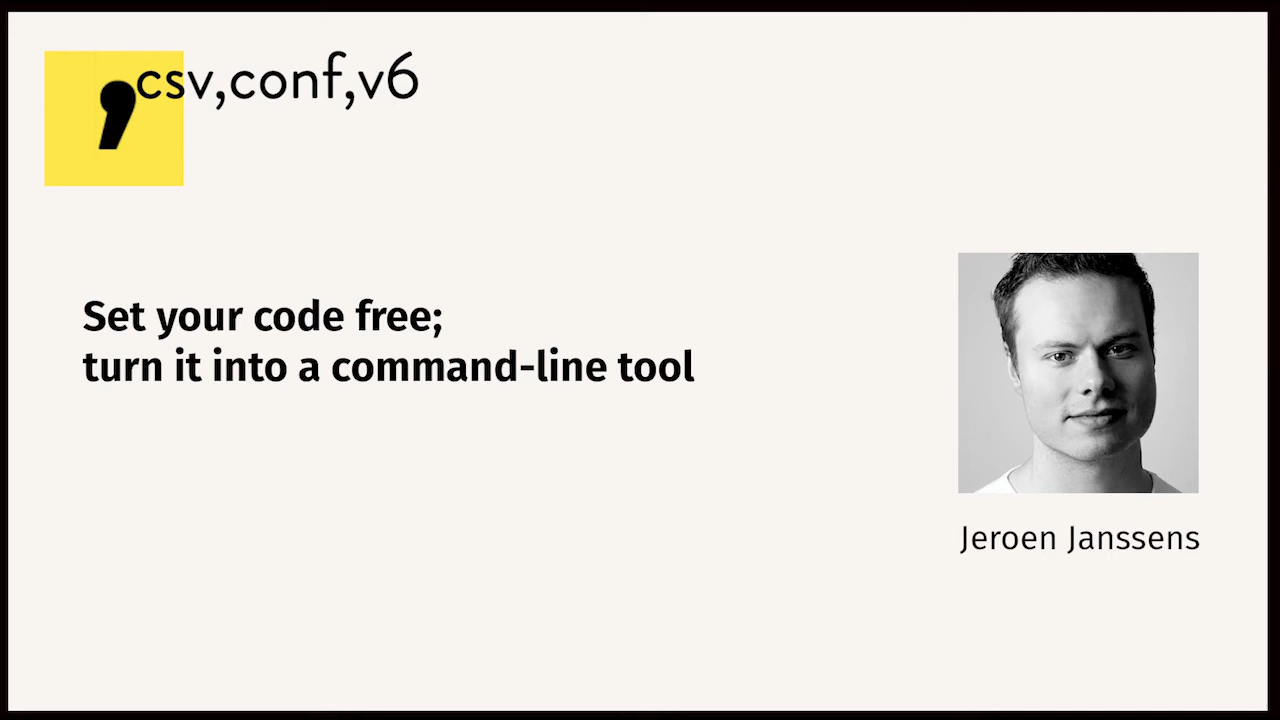 csv,conf,v6
Set your code free;
turn it into a command-line tool
Jeroen Janssens